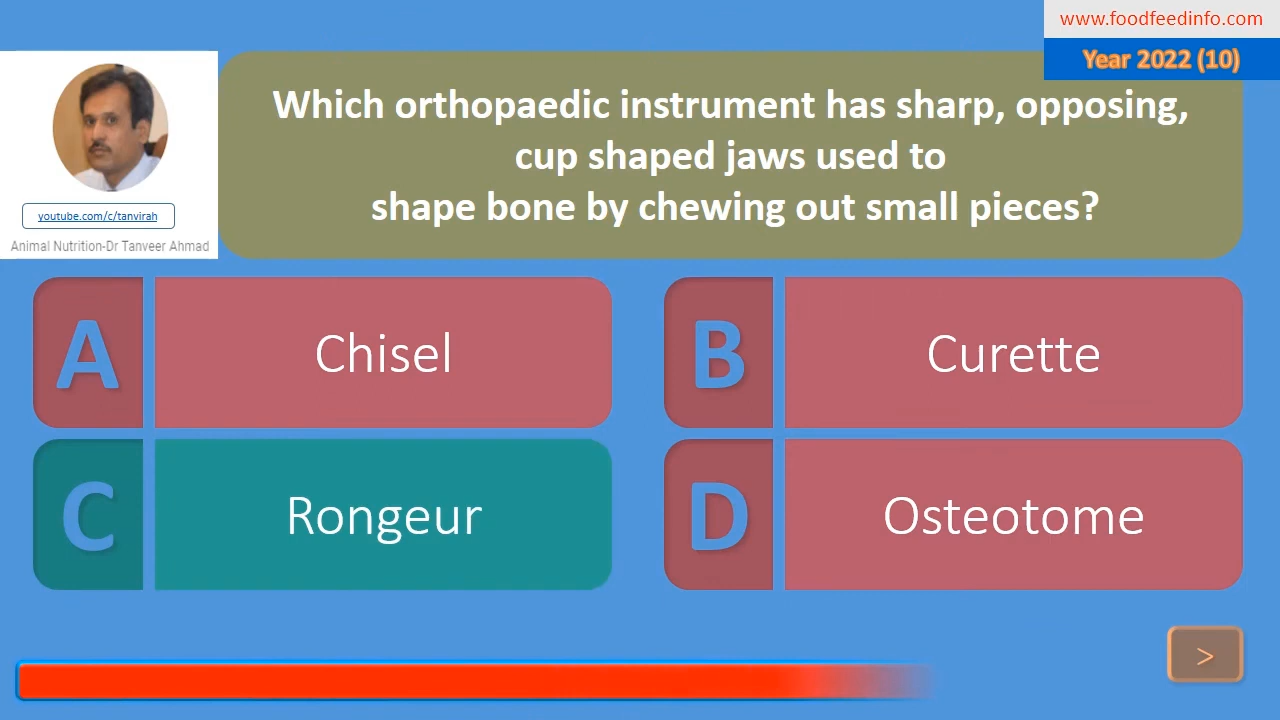 www.foodfeedinfo.com
Year 2022 (10)
youtube.com/c/tanvirah
Animal Nutrition-Dr Tanveer Ahmad
Which orthopaedic instrument has sharp, opposing,
cup shaped jaws used to
shape bone by chewing out small pieces?
A
Chisel
B
Curette
C
Rongeur
D
Osteotome
>